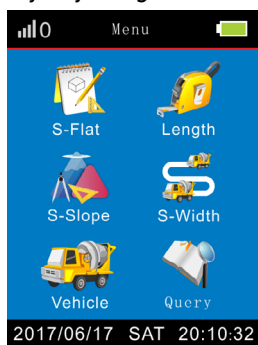 0 Menu
S-Flat Length
S-Slope S-Width
Vehicle Query
2017/06/17 SAT 20:10:32